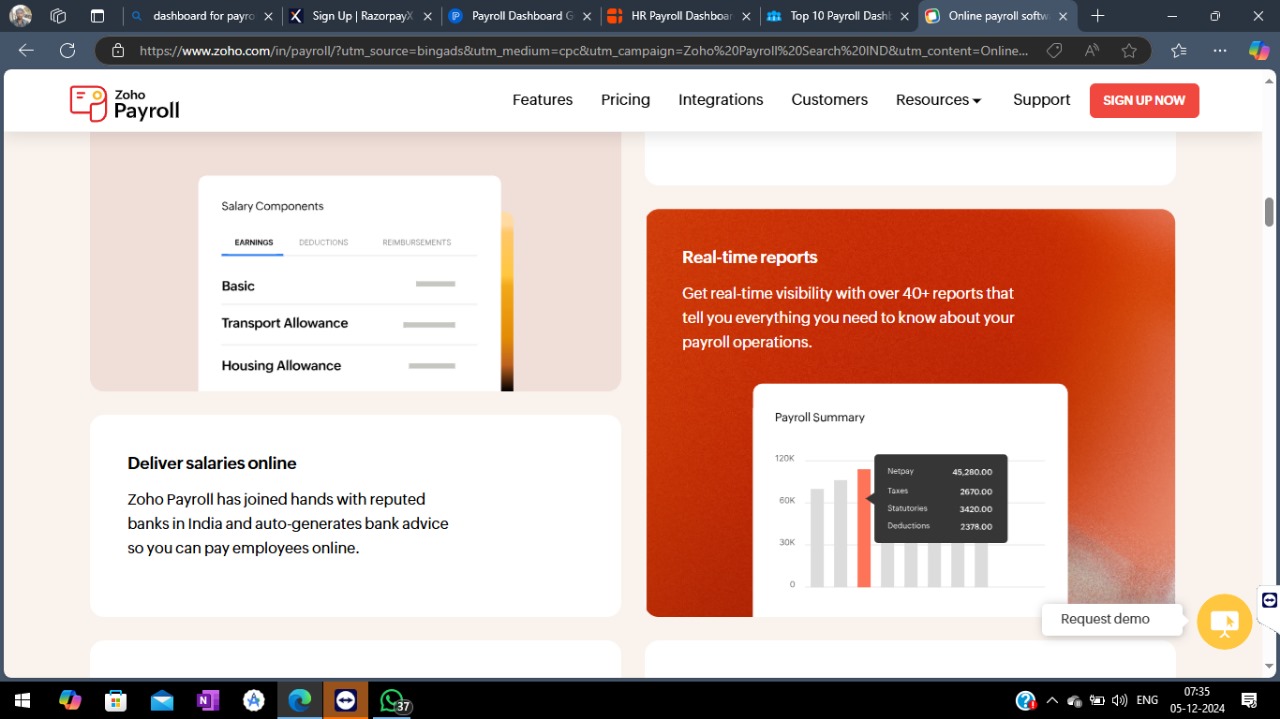 dashboard for payro
Sign Up | RazorpayX
Payroll Dashboard G
HR Payroll Dashboar
Top 10 Payroll Dash
Online payroll softw
https://www.zoho.com/in/payroll/?utm_source=bingads&utm_medium=cpc&utm_campaign=Zoho%20Payroll%20Search%20IND&utm_content=Online...
Zoho
Payroll
Features
Pricing
Integrations
Customers
Resources
Support
SIGN UP NOW
Salary Components
EARNINGS DEDUCTIONS REIMBURSEMENTS
Basic
Transport Allowance
Housing Allowance
Deliver salaries online
Zoho Payroll has joined hands with reputed
banks in India and auto-generates bank advice
so you can pay employees online.
Real-time reports
Get real-time visibility with over 40+ reports that
tell you everything you need to know about your
payroll operations.
Payroll Summary
120K
60K
30K
0
Netpay 45,280.00
Taxes 2670.00
Statutories 3420.00
Deductions 2378.00
Request demo
37
ENG
07:35
05-12-2024